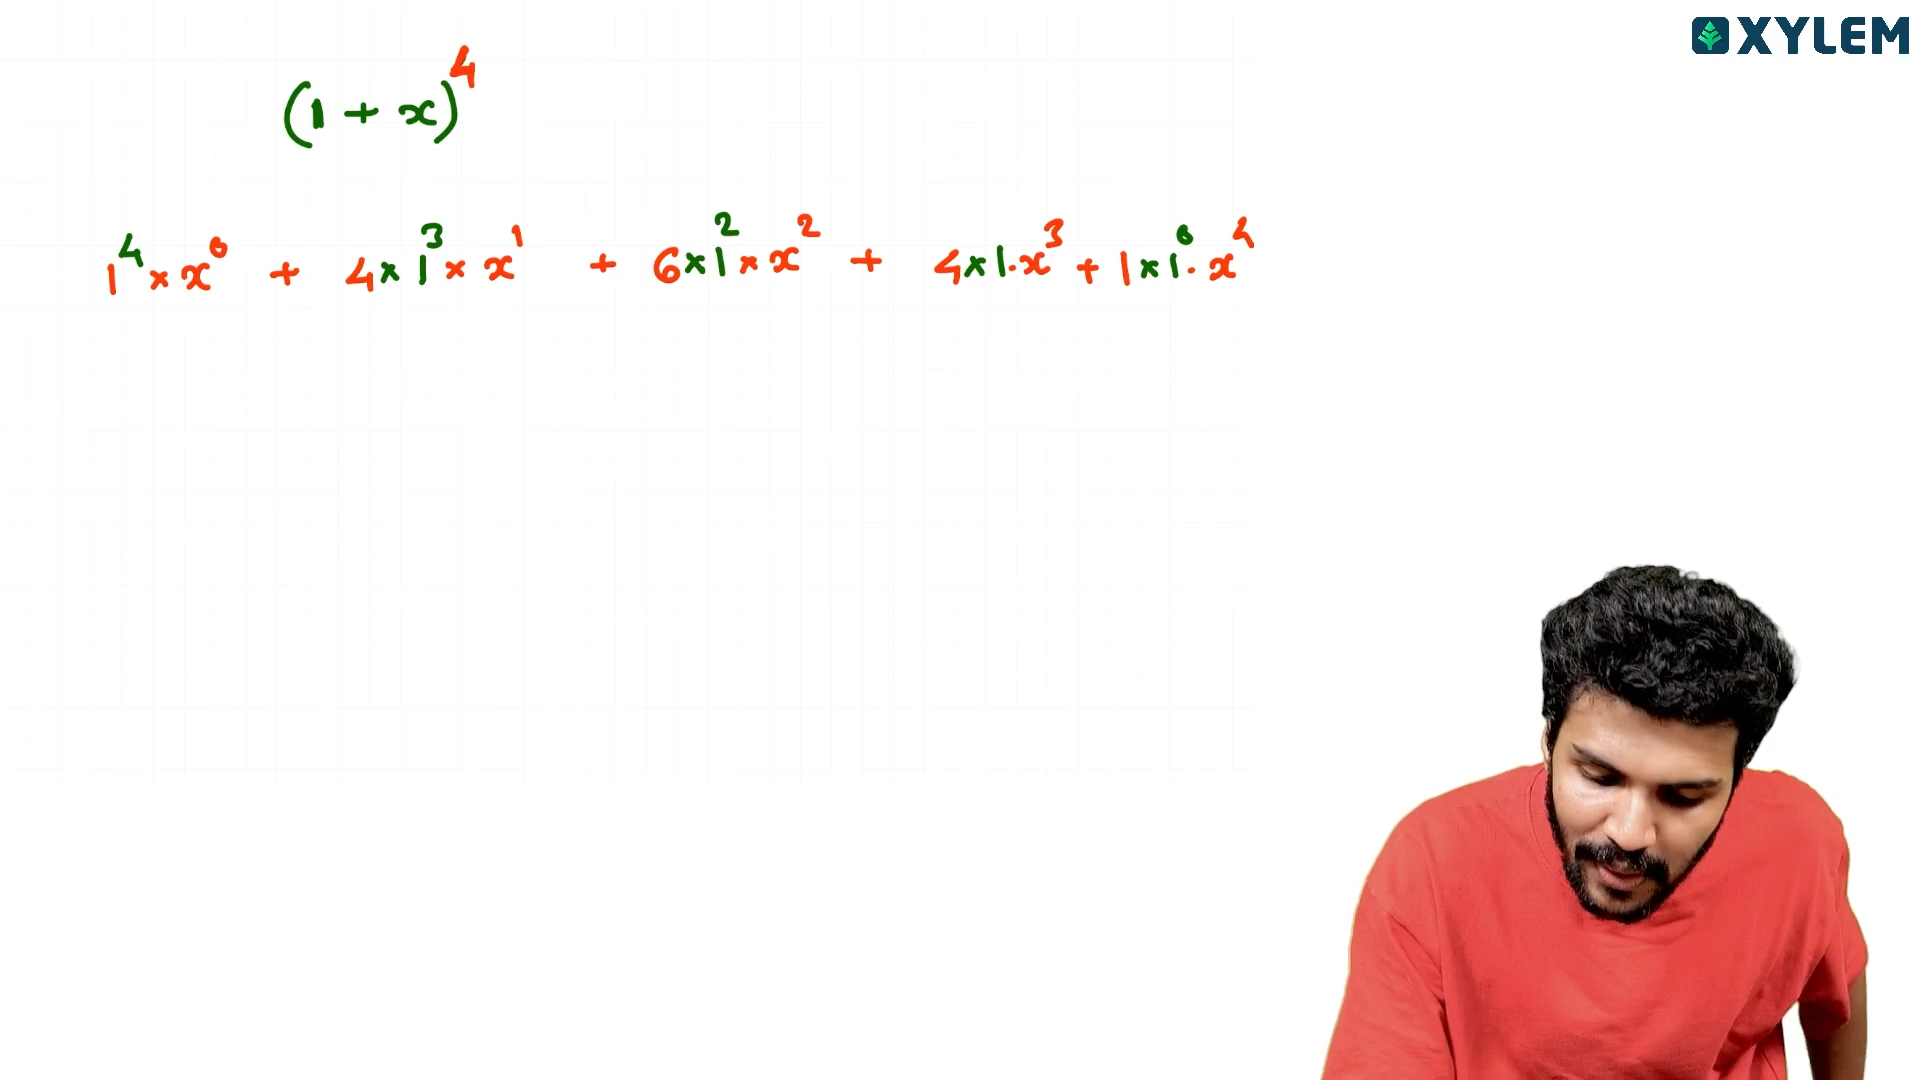 XYLEM
(1 + x)⁴
1⁴ × x⁰ + 4 × 1³ × x¹ + 6 × 1² × x² + 4 × 1 · x³ + 1 × 1⁰ · x⁴